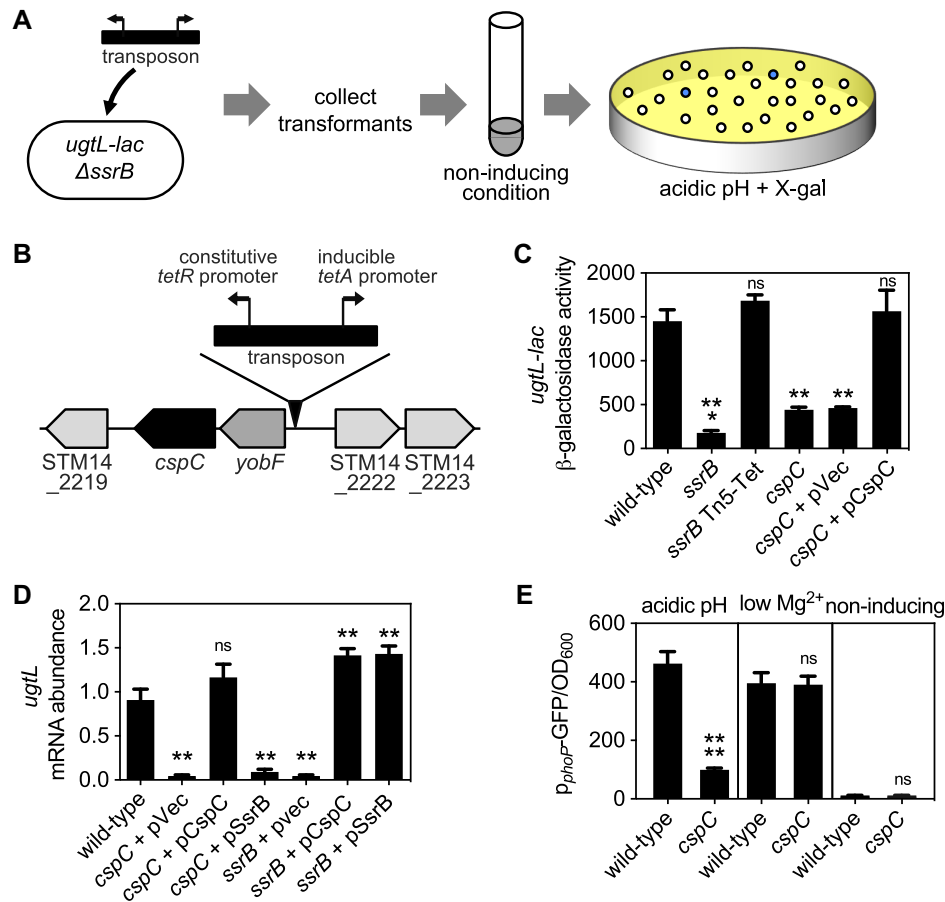 A
transposon
ugtL-lac
ΔssrB
collect
transformants
non-inducing
condition
acidic pH + X-gal
B
constitutive
tetR promoter
inducible
tetA promoter
transposon
STM14
_2219
cspC
yobF
STM14
_2222
STM14
_2223
C
ugtL-lac
β-galactosidase activity
2000
1500
1000
500
0
**
*
ns
**
**
ns
wild-type
ssrB
ssrB Tn5-Tet
cspC
cspC + pVec
cspC + pCspC
D
ugtL
mRNA abundance
2.0
1.5
1.0
0.5
0.0
**
ns
**
**
**
**
wild-type
cspC + pVec
cspC + pCspC
cspC + pSsrB
ssrB + pvec
ssrB + pCspC
ssrB + pSsrB
E
acidic pH
low Mg2+
non-inducing
pphoP-GFP/OD600
600
400
200
0
**
**
ns
ns
wild-type
cspC
wild-type
cspC
wild-type
cspC